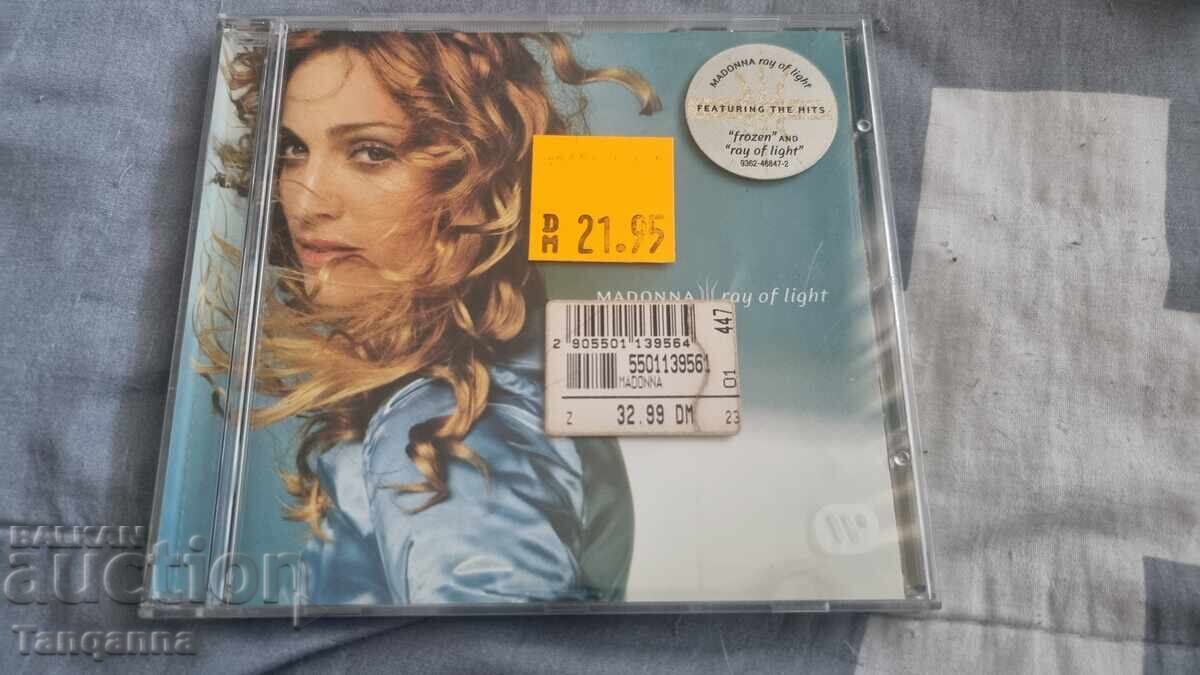 MADONNA ray of light
FEATURING THE HITS
"frozen" AND
"ray of light"
9362-46847-2
DM 21.95
MADONNA ray of light
2 905501 139564
5501139561
MADONNA
Z 32.99 DM 23
01 447
BALKAN
auction
Tanqanna